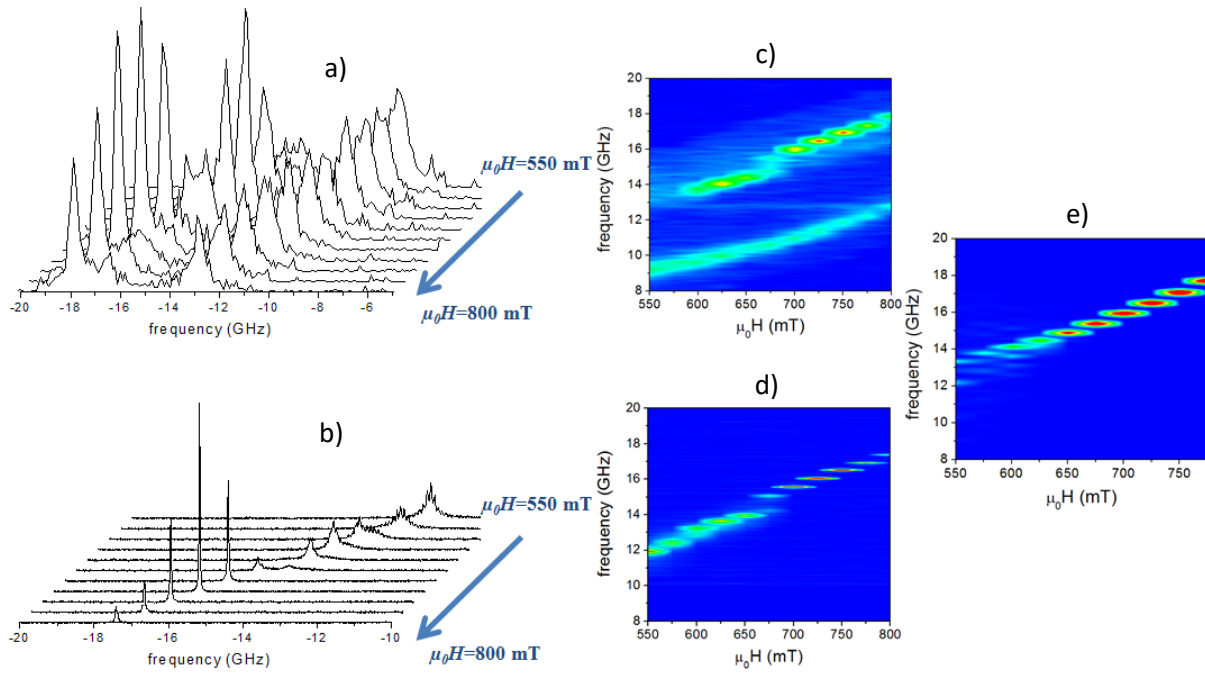 a)
μ₀H=550 mT
μ₀H=800 mT
-20 -18 -16 -14 -12 -10 -8 -6
frequency (GHz)
b)
μ₀H=550 mT
μ₀H=800 mT
-20 -18 -16 -14 -12 -10
frequency (GHz)
c)
20
18
16
14
12
10
8
frequency (GHz)
550 600 650 700 750 800
μ₀H (mT)
d)
20
18
16
14
12
10
8
frequency (GHz)
550 600 650 700 750 800
μ₀H (mT)
e)
20
18
16
14
12
10
8
frequency (GHz)
550 600 650 700 750
μ₀H (mT)